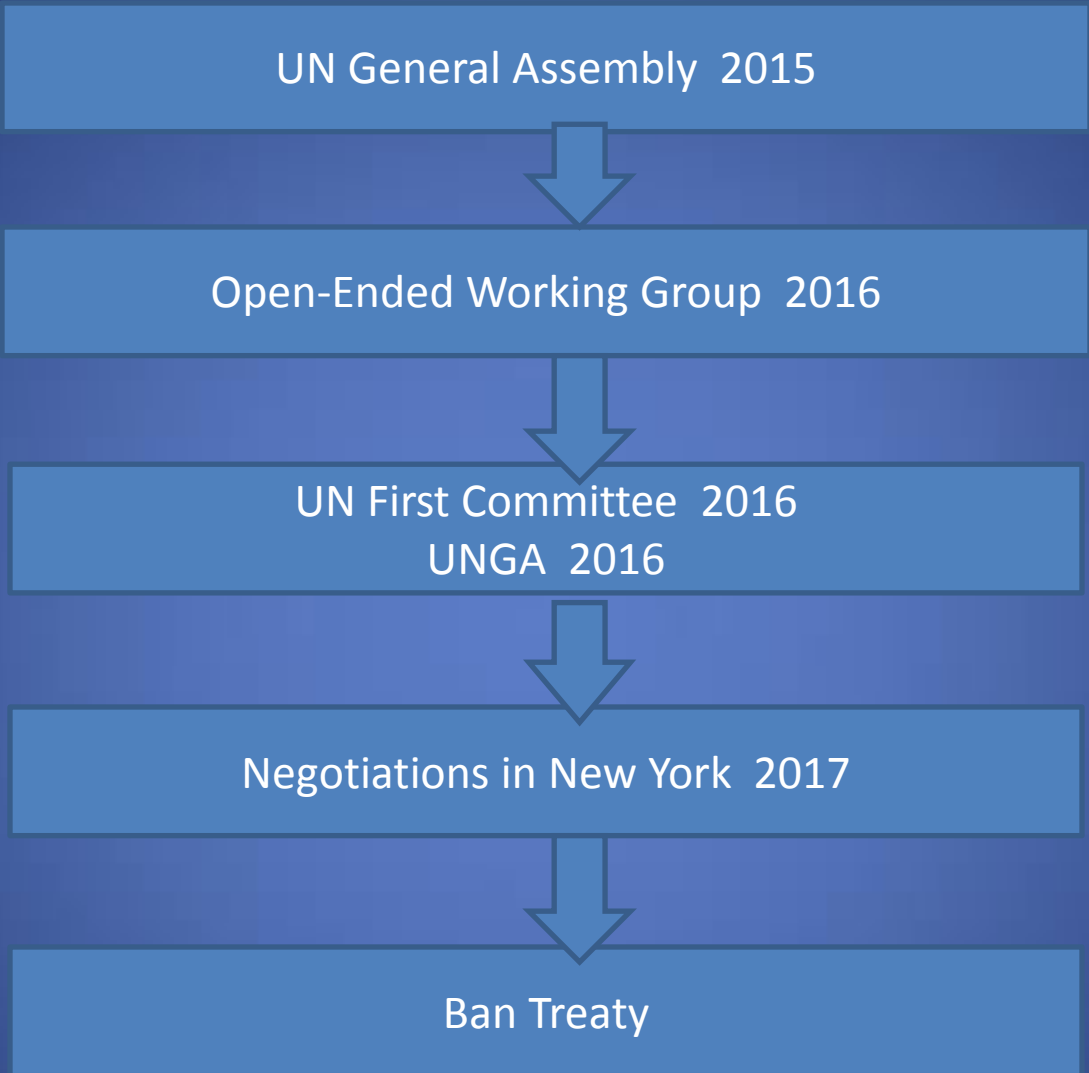 UN General Assembly  2015
Open-Ended Working Group  2016
UN First Committee  2016
UNGA  2016
Negotiations in New York  2017
Ban Treaty